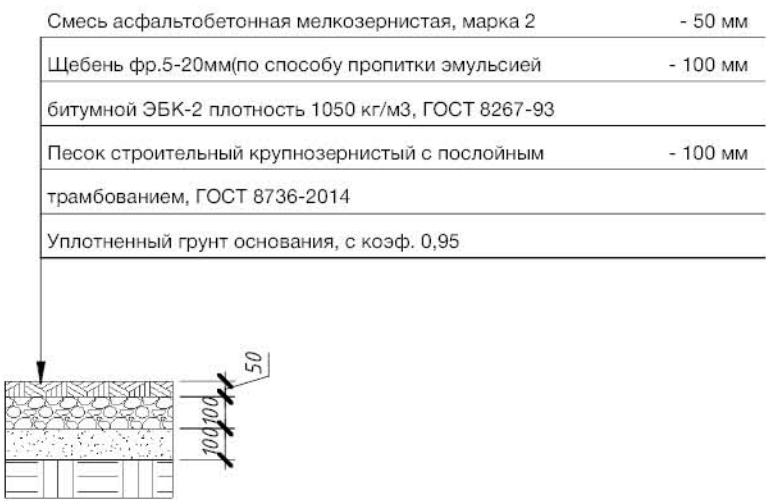 Смесь асфальтобетонная мелкозернистая, марка 2 - 50 мм
Щебень фр.5-20мм(по способу пропитки эмульсией - 100 мм
битумной ЭБК-2 плотность 1050 кг/м3, ГОСТ 8267-93
Песок строительный крупнозернистый с послойным - 100 мм
трамбованием, ГОСТ 8736-2014
Уплотненный грунт основания, с коэф. 0,95
50
100
100